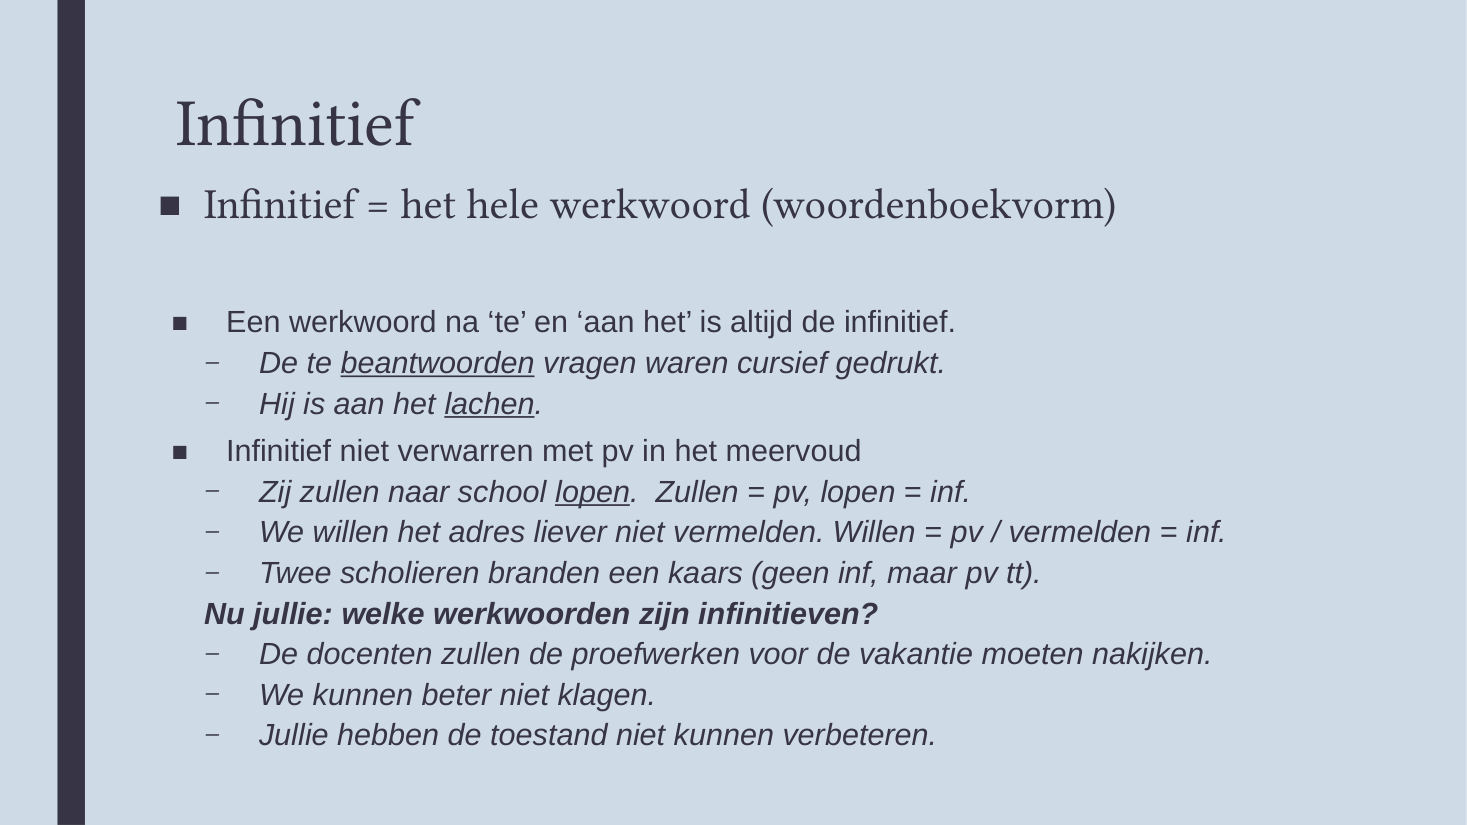 Infinitief
■ Infinitief = het hele werkwoord (woordenboekvorm)
■ Een werkwoord na ‘te’ en ‘aan het’ is altijd de infinitief.
– De te beantwoorden vragen waren cursief gedrukt.
– Hij is aan het lachen.
■ Infinitief niet verwarren met pv in het meervoud
– Zij zullen naar school lopen.  Zullen = pv, lopen = inf.
– We willen het adres liever niet vermelden. Willen = pv / vermelden = inf.
– Twee scholieren branden een kaars (geen inf, maar pv tt).
Nu jullie: welke werkwoorden zijn infinitieven?
– De docenten zullen de proefwerken voor de vakantie moeten nakijken.
– We kunnen beter niet klagen.
– Jullie hebben de toestand niet kunnen verbeteren.